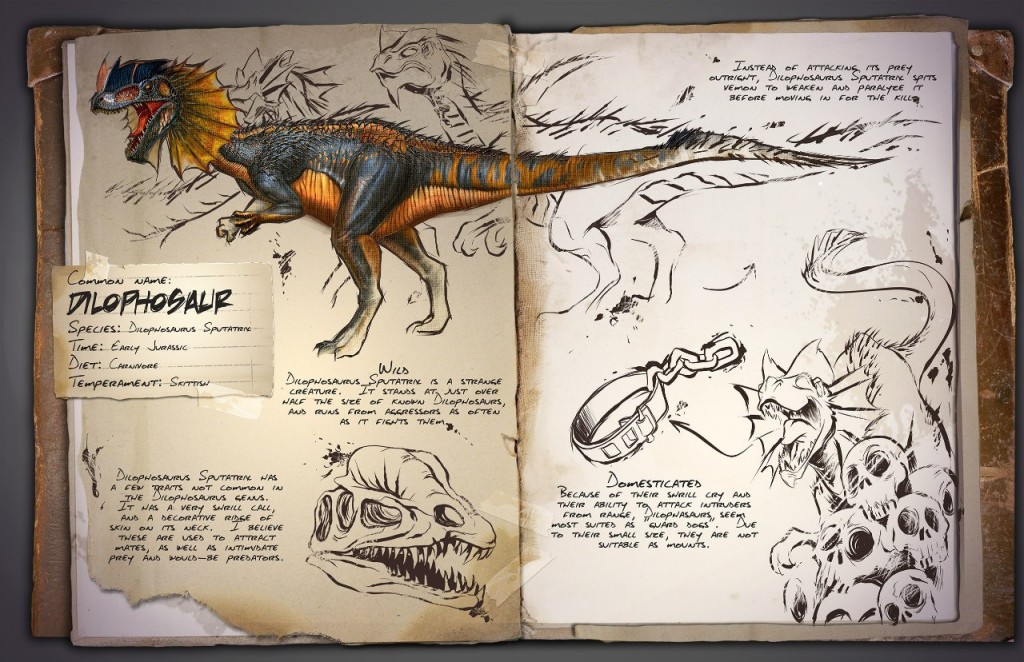 Common name:
Dilophosaur
Species: Dilophosaurus Sputatrix
Time: Early Jurassic
Diet: Carnivore
Temperament: Skittish
Wild
Dilophosaurus Sputatrix is a strange
creature. It stands at just over
half the size of known Dilophosaurs,
and runs from aggressors as often
as it fights them.
Dilophosaurus Sputatrix has
a few traits not common in
the Dilophosaurus genus.
It has a very shrill call,
and a decorative ridge of
skin on its neck. I believe
these are used to attract
mates, as well as intimidate
prey and would-be predators.
Instead of attacking its prey
outright, Dilophosaurus Sputatrix spits
vemon to weaken and paralyze it
before moving in for the kill.
Domesticated
Because of their shrill cry and
their ability to attack intruders
from range, Dilophasaurs, seem
most suited as 'guard dogs'. Due
to their small size, they are not
suitable as mounts.